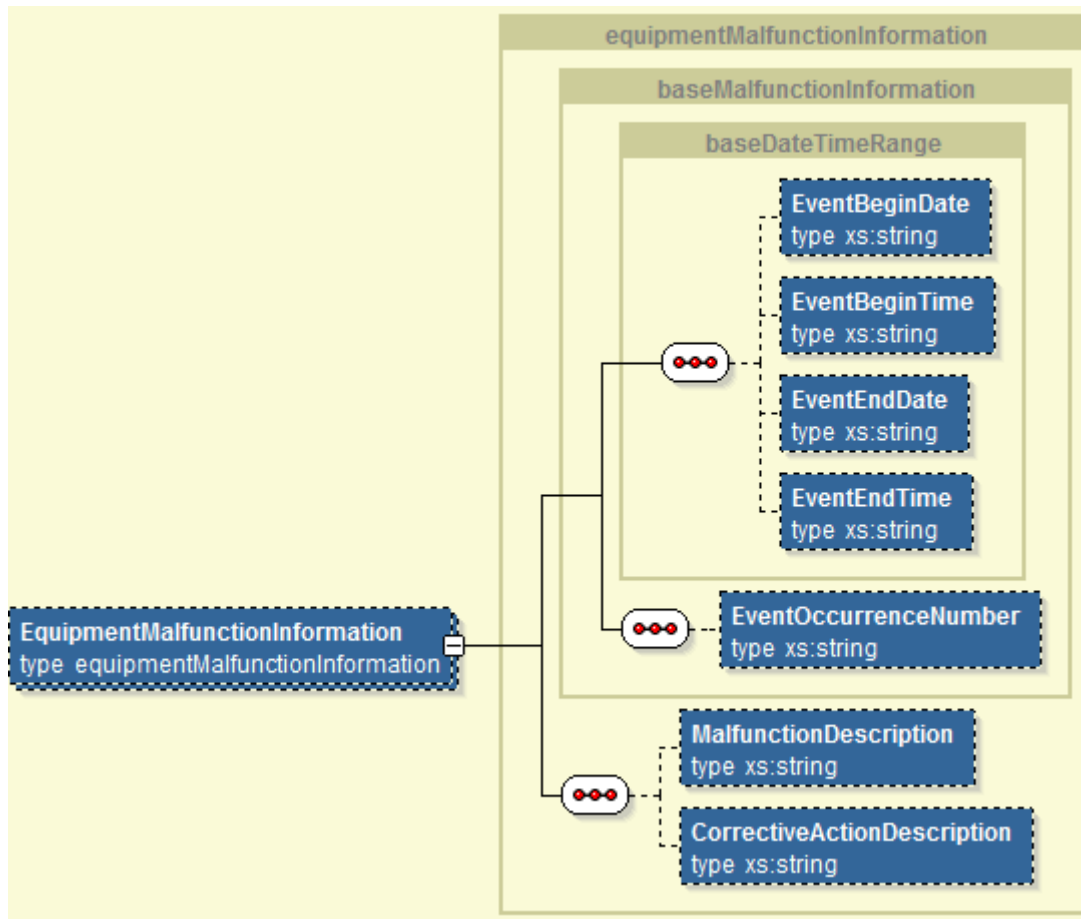 equipmentMalfunctionInformation
baseMalfunctionInformation
baseDateTimeRange
EventBeginDate
type xs:string
EventBeginTime
type xs:string
EventEndDate
type xs:string
EventEndTime
type xs:string
EventOccurrenceNumber
type xs:string
EquipmentMalfunctionInformation
type equipmentMalfunctionInformation
MalfunctionDescription
type xs:string
CorrectiveActionDescription
type xs:string